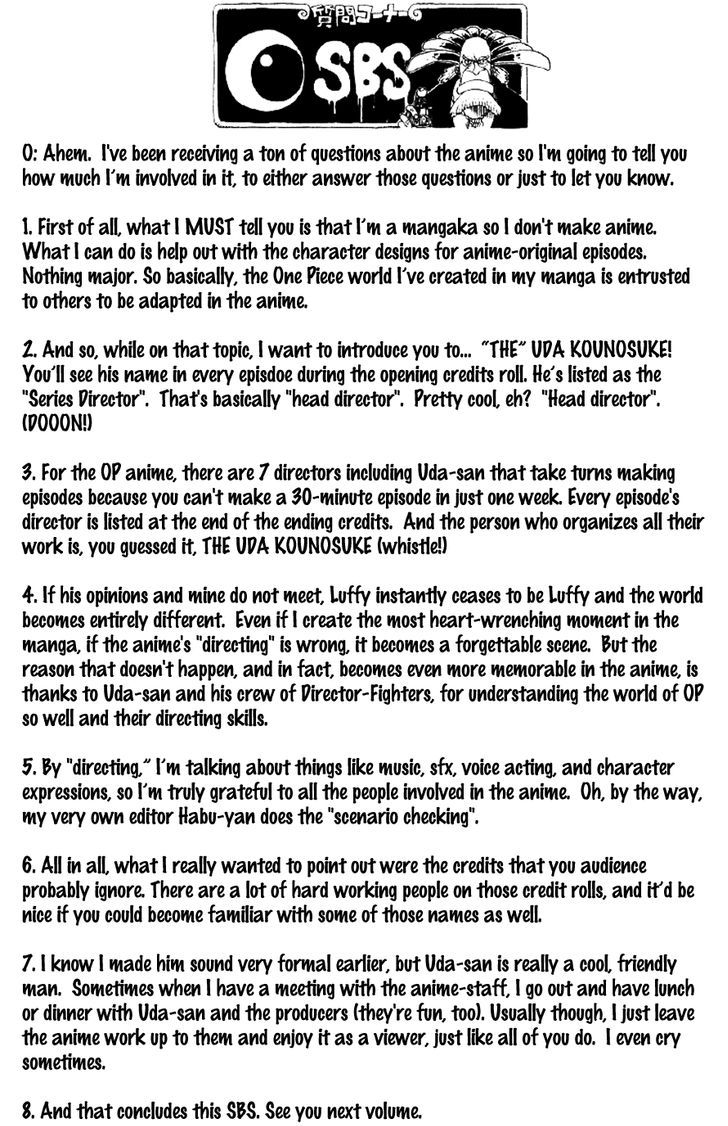 質問コーナー
SBS
O: Ahem. I've been receiving a ton of questions about the anime so I'm going to tell you
how much I'm involved in it, to either answer those questions or just to let you know.
1. First of all, what I MUST tell you is that I'm a mangaka so I don't make anime.
What I can do is help out with the character designs for anime-original episodes.
Nothing major. So basically, the One Piece world I've created in my manga is entrusted
to others to be adapted in the anime.
2. And so, while on that topic, I want to introduce you to... "THE" UDA KOUNOSUKE!
You'll see his name in every episdoe during the opening credits roll. He's listed as the
"Series Director". That's basically "head director". Pretty cool, eh? "Head director".
(DOOON!)
3. For the OP anime, there are 7 directors including Uda-san that take turns making
episodes because you can't make a 30-minute episode in just one week. Every episode's
director is listed at the end of the ending credits. And the person who organizes all their
work is, you guessed it, THE UDA KOUNOSUKE (whistle!)
4. If his opinions and mine do not meet, Luffy instantly ceases to be Luffy and the world
becomes entirely different. Even if I create the most heart-wrenching moment in the
manga, if the anime's "directing" is wrong, it becomes a forgettable scene. But the
reason that doesn't happen, and in fact, becomes even more memorable in the anime, is
thanks to Uda-san and his crew of Director-Fighters, for understanding the world of OP
so well and their directing skills.
5. By "directing," I'm talking about things like music, sfx, voice acting, and character
expressions, so I'm truly grateful to all the people involved in the anime. Oh, by the way,
my very own editor Habu-yan does the "scenario checking".
6. All in all, what I really wanted to point out were the credits that you audience
probably ignore. There are a lot of hard working people on those credit rolls, and it'd be
nice if you could become familiar with some of those names as well.
7. I know I made him sound very formal earlier, but Uda-san is really a cool, friendly
man. Sometimes when I have a meeting with the anime-staff, I go out and have lunch
or dinner with Uda-san and the producers (they're fun, too). Usually though, I just leave
the anime work up to them and enjoy it as a viewer, just like all of you do. I even cry
sometimes.
8. And that concludes this SBS. See you next volume.